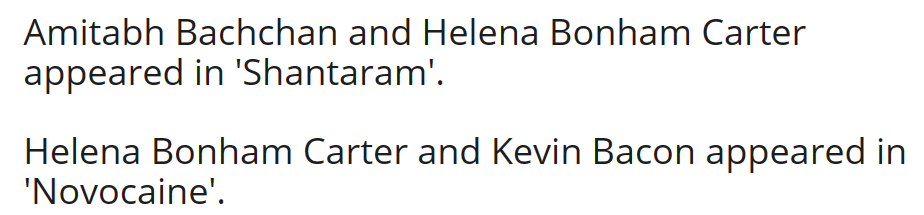 Amitabh Bachchan and Helena Bonham Carter
appeared in 'Shantaram'.
Helena Bonham Carter and Kevin Bacon appeared in
'Novocaine'.